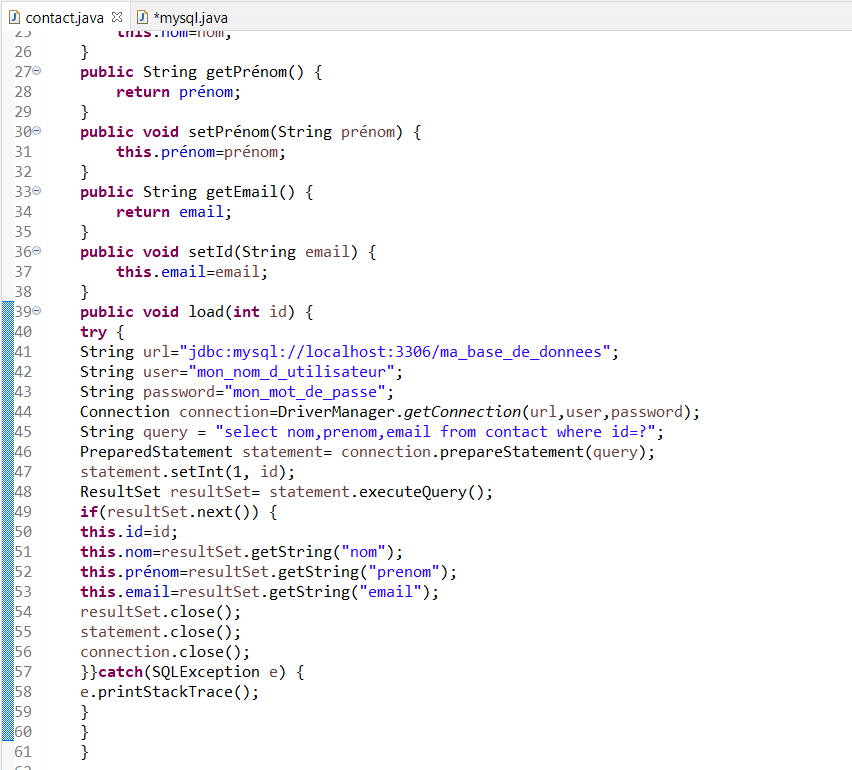 contact.java *mysql.java
25 this.nom=nom;
26 }
27 public String getPrénom() {
28 return prénom;
29 }
30 public void setPrénom(String prénom) {
31 this.prénom=prénom;
32 }
33 public String getEmail() {
34 return email;
35 }
36 public void setId(String email) {
37 this.email=email;
38 }
39 public void load(int id) {
40 try {
41 String url="jdbc:mysql://localhost:3306/ma_base_de_donnees";
42 String user="mon_nom_d_utilisateur";
43 String password="mon_mot_de_passe";
44 Connection connection=DriverManager.getConnection(url,user,password);
45 String query = "select nom,prenom,email from contact where id=?";
46 PreparedStatement statement= connection.prepareStatement(query);
47 statement.setInt(1, id);
48 ResultSet resultSet= statement.executeQuery();
49 if(resultSet.next()) {
50 this.id=id;
51 this.nom=resultSet.getString("nom");
52 this.prénom=resultSet.getString("prenom");
53 this.email=resultSet.getString("email");
54 resultSet.close();
55 statement.close();
56 connection.close();
57 }}catch(SQLException e) {
58 e.printStackTrace();
59 }
60 }
61 }
62